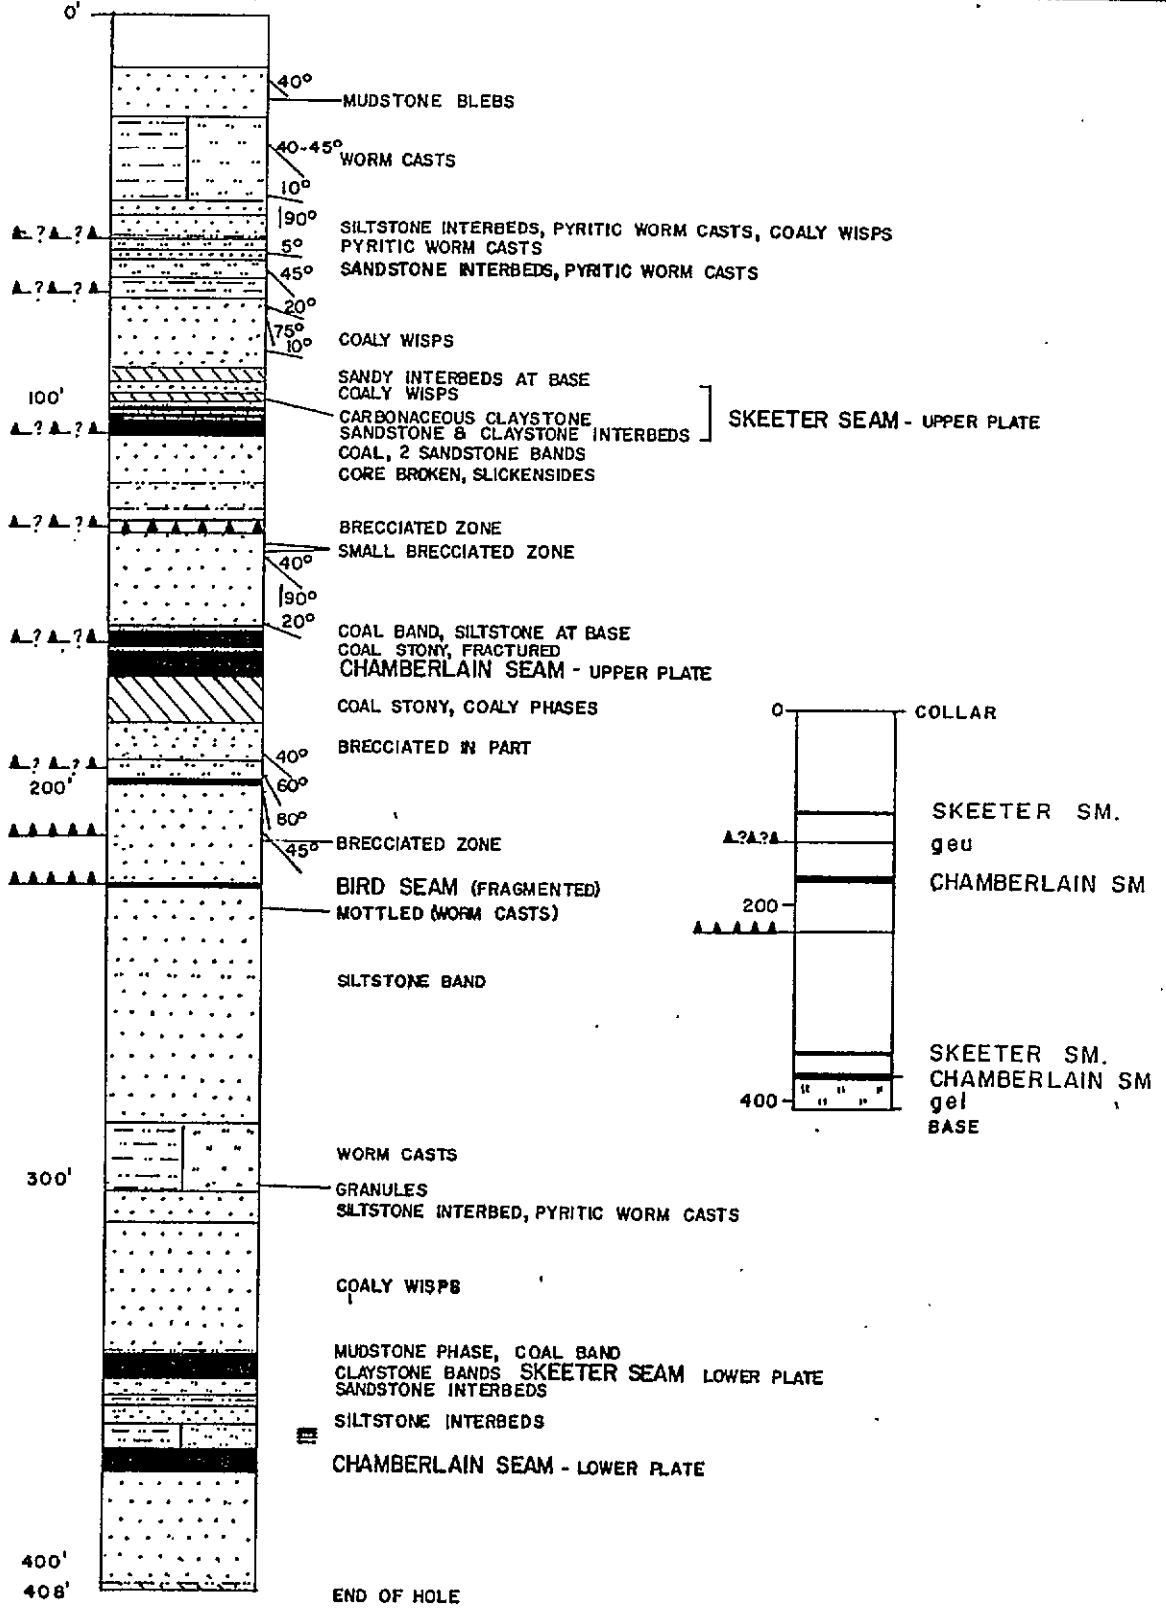 0'
40°
MUDSTONE BLEBS
40-45°
WORM CASTS
10°
90°
SILTSTONE INTERBEDS, PYRITIC WORM CASTS, COALY WISPS
?
?
5°
PYRITIC WORM CASTS
45°
SANDSTONE INTERBEDS, PYRITIC WORM CASTS
?
?
20°
75°
10°
COALY WISPS
SANDY INTERBEDS AT BASE
100'
COALY WISPS
CARBONACEOUS CLAYSTONE
SKEETER SEAM - UPPER PLATE
?
?
SANDSTONE & CLAYSTONE INTERBEDS
COAL, 2 SANDSTONE BANDS
CORE BROKEN, SLICKENSIDES
?
?
BRECCIATED ZONE
SMALL BRECCIATED ZONE
40°
90°
20°
COAL BAND, SILTSTONE AT BASE
?
?
COAL STONY, FRACTURED
CHAMBERLAIN SEAM - UPPER PLATE
COAL STONY, COALY PHASES
BRECCIATED IN PART
40°
?
?
200'
60°
80°
45°
BRECCIATED ZONE
BIRD SEAM (FRAGMENTED)
MOTTLED (WORM CASTS)
SILTSTONE BAND
WORM CASTS
300'
GRANULES
SILTSTONE INTERBED, PYRITIC WORM CASTS
COALY WISPS
MUDSTONE PHASE, COAL BAND
CLAYSTONE BANDS SKEETER SEAM LOWER PLATE
SANDSTONE INTERBEDS
SILTSTONE INTERBEDS
CHAMBERLAIN SEAM - LOWER PLATE
400'
408'
END OF HOLE
0
COLLAR
SKEETER SM.
?
?
geu
CHAMBERLAIN SM
200
SKEETER SM.
CHAMBERLAIN SM
400
gel
BASE